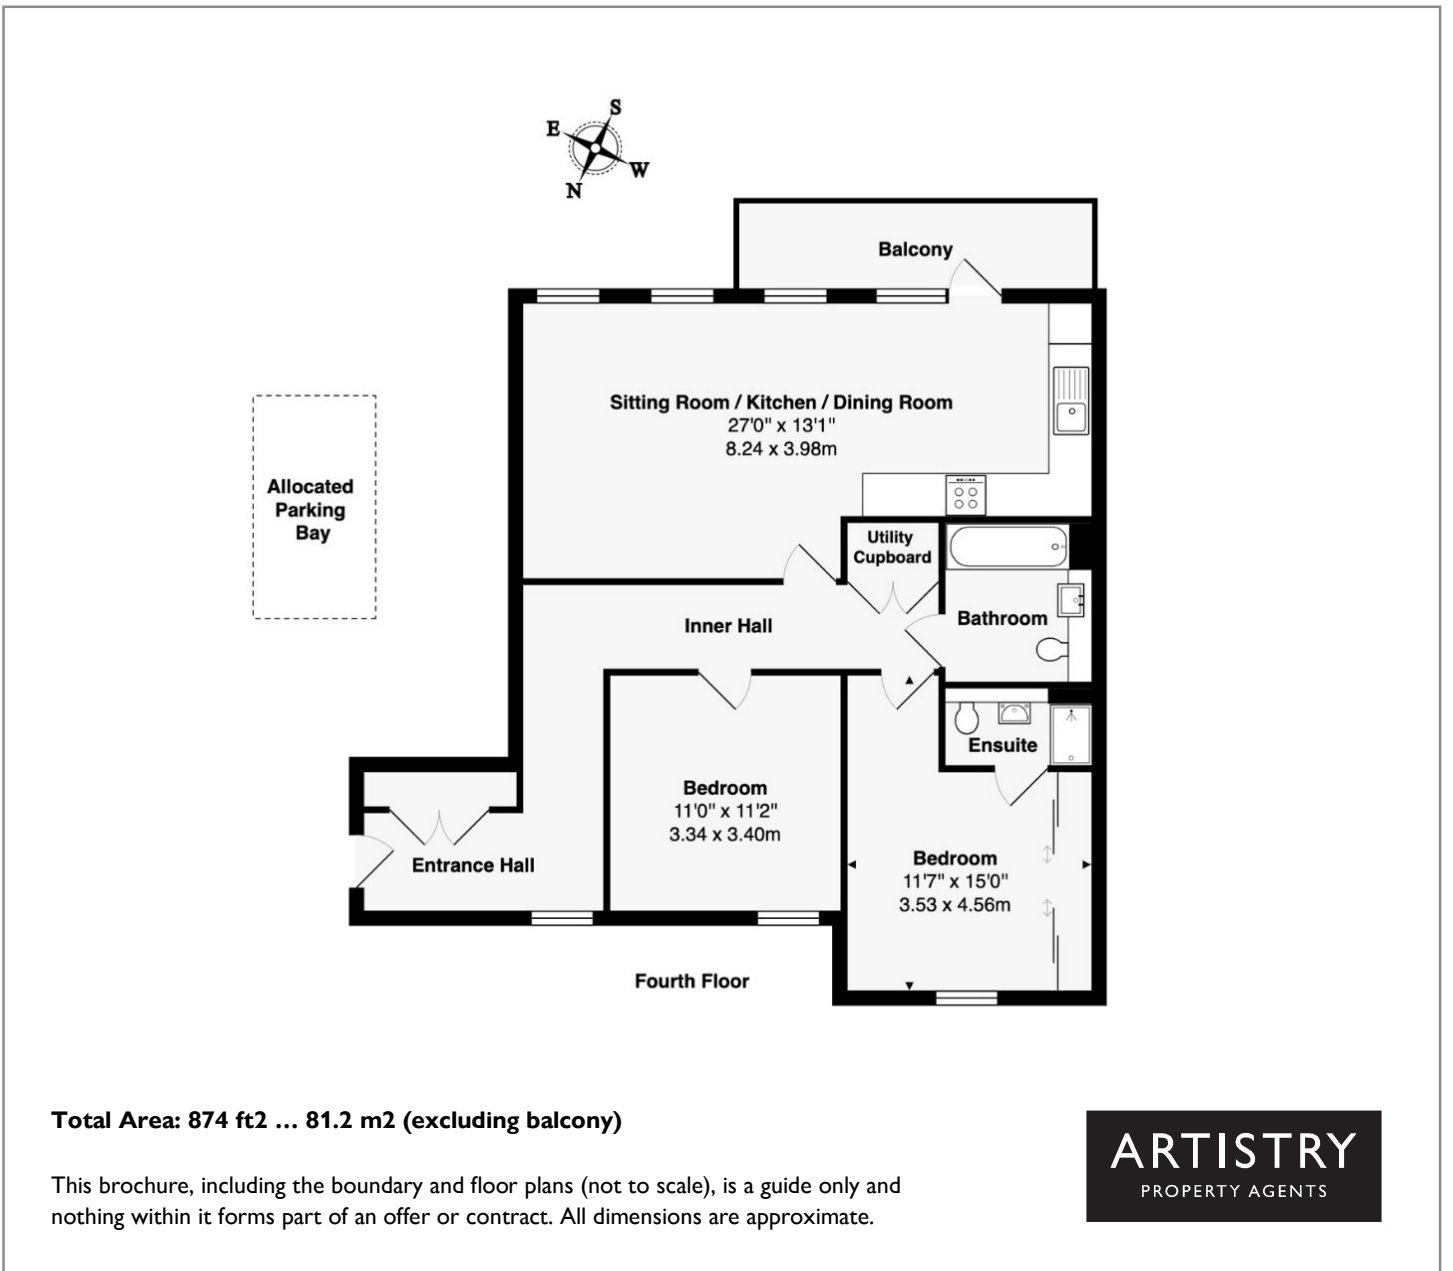 S
E
W
N
Balcony
Sitting Room / Kitchen / Dining Room
27'0" x 13'1"
8.24 x 3.98m
Allocated
Parking
Bay
Utility
Cupboard
Bathroom
Inner Hall
Ensuite
Bedroom
11'0" x 11'2"
3.34 x 3.40m
Entrance Hall
Bedroom
11'7" x 15'0"
3.53 x 4.56m
Fourth Floor
Total Area: 874 ft2 ... 81.2 m2 (excluding balcony)
This brochure, including the boundary and floor plans (not to scale), is a guide only and
nothing within it forms part of an offer or contract. All dimensions are approximate.
ARTISTRY
PROPERTY AGENTS